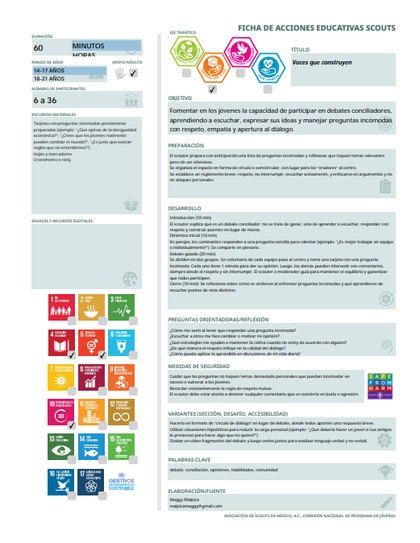 FICHA DE ACCIONES EDUCATIVAS SCOUTS
DURACIÓN
60
MINUTOS
HORAS
RANGO DE EDAD
APOYO ADULTO
14-17 AÑOS
18-21 AÑOS
NÚMERO DE PARTICIPANTES
6 a 36
RECURSOS MATERIALES
Tarjetas con preguntas incómodas previamente
preparadas (ejemplo: "¿Qué opinas de la desigualdad
económica?", "¿Crees que los jóvenes realmente
pueden cambiar el mundo?", "¿Es justo que existan
reglas que no entendemos?").
Hojas y marcadores.
Cronómetro o reloj.
ENLACES Y RECURSOS DIGITALES
OBJETIVOS
EJE TEMÁTICO
TÍTULO
Voces que construyen
OBJETIVO
Fomentar en los jóvenes la capacidad de participar en debates conciliadores,
aprendiendo a escuchar, expresar sus ideas y manejar preguntas incómodas
con respeto, empatía y apertura al diálogo.
PREPARACIÓN
El scouter prepara con anticipación una lista de preguntas incómodas y reflexivas que toquen temas relevantes
pero sin ser ofensivas.
Se organiza el espacio en forma de círculo o semicírculo, con un lugar para los "oradores" al centro.
Se establece un reglamento breve: respeto, no interrumpir, escuchar activamente, y enfocarse en argumentos y no
en ataques personales.
DESARROLLO
Introducción (10 min)
El scouter explica que en el debate conciliador: no se trata de ganar, sino de aprender a escuchar, responder con
respeto y construir puentes en lugar de muros.
Dinámica inicial (10 min)
En parejas, los caminantes responden a una pregunta sencilla para calentar (ejemplo: "¿Es mejor trabajar en equipo
o individualmente?"). Se comparte en plenario.
Debate guiado (30 min)
Se dividen en dos grupos. Un voluntario de cada equipo pasa al centro y toma una tarjeta con una pregunta
incómoda. Cada uno tiene 1 minuto para dar su opinión. Luego, los demás pueden intervenir con comentarios,
siempre desde el respeto y sin interrumpir. El scouter o moderador guía para mantener el equilibrio y garantizar
que todos participen.
Cierre (10 min): Se reflexiona sobre cómo se sintieron al enfrentar preguntas incómodas y qué aprendieron de
escuchar puntos de vista distintos.
PREGUNTAS ORIENTADORAS/REFLEXIÓN
¿Cómo me sentí al tener que responder una pregunta incómoda?
¿Escuchar a otros me hizo cambiar o matizar mi opinión?
¿Qué estrategias me ayudan a mantener la calma cuando no estoy de acuerdo con alguien?
¿De qué manera el respeto influye en la calidad del diálogo?
¿Cómo puedo aplicar lo aprendido en discusiones de mi vida diaria?
MEDIDAS DE SEGURIDAD
Cuidar que las preguntas no toquen temas demasiado personales que puedan incomodar en
exceso o vulnerar a los jóvenes.
Recordar constantemente la regla de respeto mutuo.
El scouter debe estar atento a detener cualquier comentario que se convierta en burla o agresión.
SAFE
FROM
HARM
VARIANTES (SECCIÓN, DESAFÍO, ACCESIBILIDAD)
Hacerlo en formato de "círculo de diálogo" en lugar de debate, donde todos aporten una respuesta breve.
Utilizar situaciones hipotéticas para reducir la carga personal (ejemplo: "¿Qué debería hacer un joven si sus amigos
lo presionan para hacer algo que no quiere?").
Grabar en video fragmentos del debate y luego verlos juntos para analizar lenguaje verbal y no verbal.
PALABRAS CLAVE
debate, conciliación, opiniones, habilidades, comunidad
ELABORACIÓN/FUENTE
Maggy Malpica
malpicamaggy@gmail.com
ASOCIACIÓN DE SCOUTS DE MÉXICO, A.C., COMISIÓN NACIONAL DE PROGRAMA DE JÓVENES